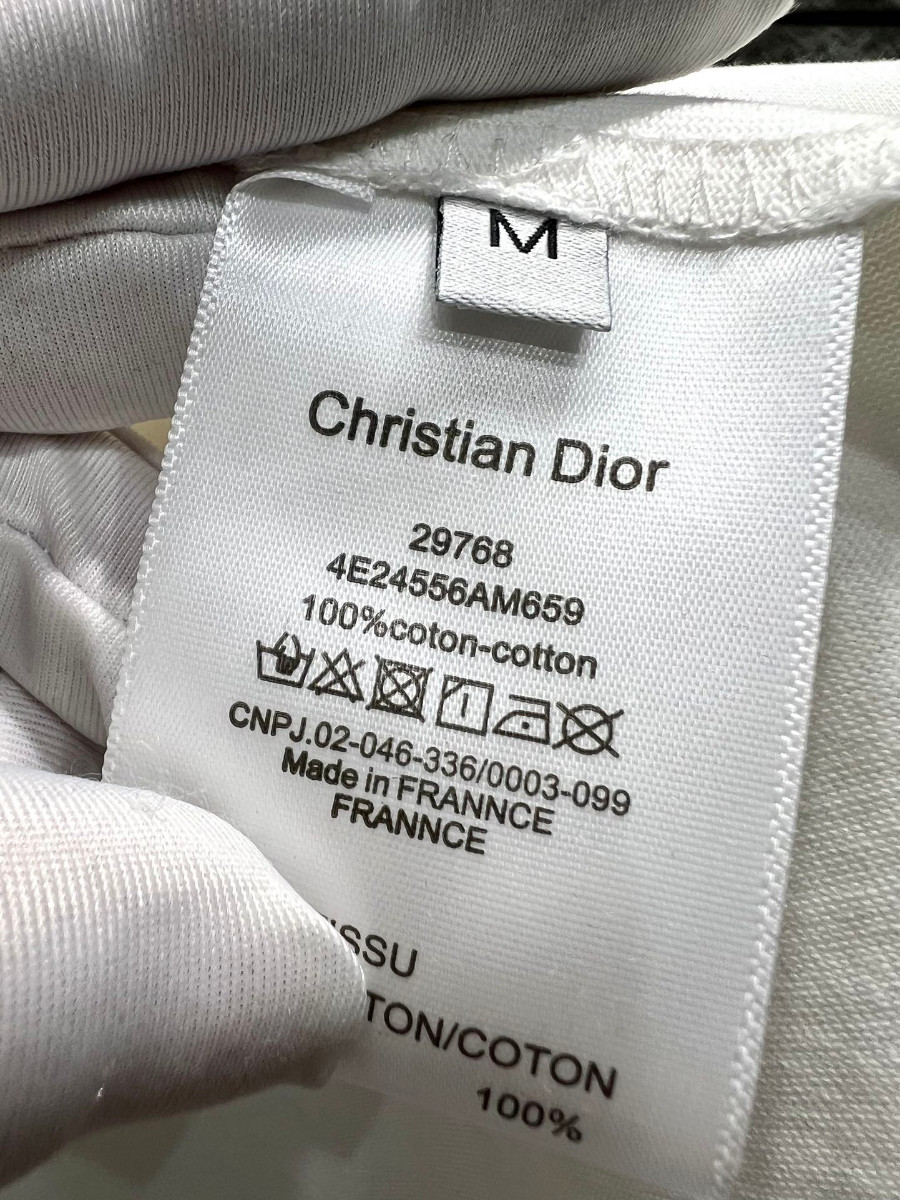 M
Christian Dior
29768
4E24556AM659
100%coton-cotton
CNPJ.02-046-336/0003-099
Made in FRANNCE
FRANNCE
SSU
TON/COTON
100%